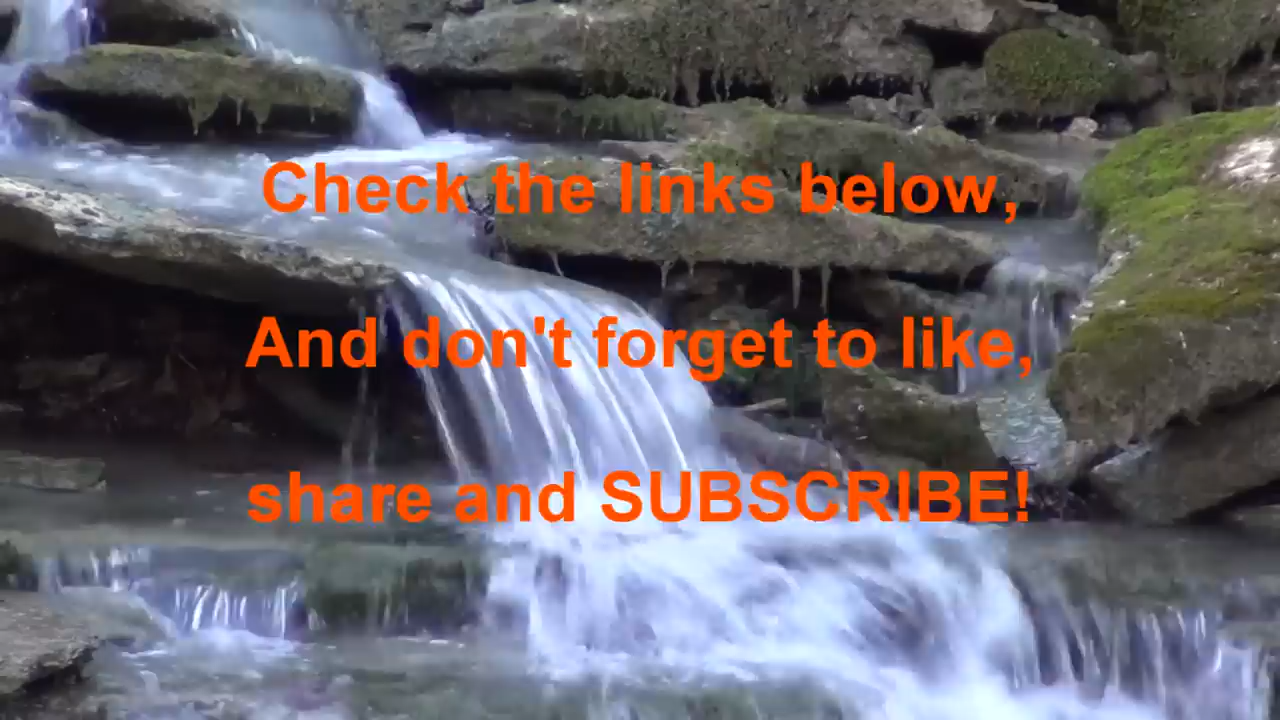 Check the links below,
And don't forget to like,
share and SUBSCRIBE!